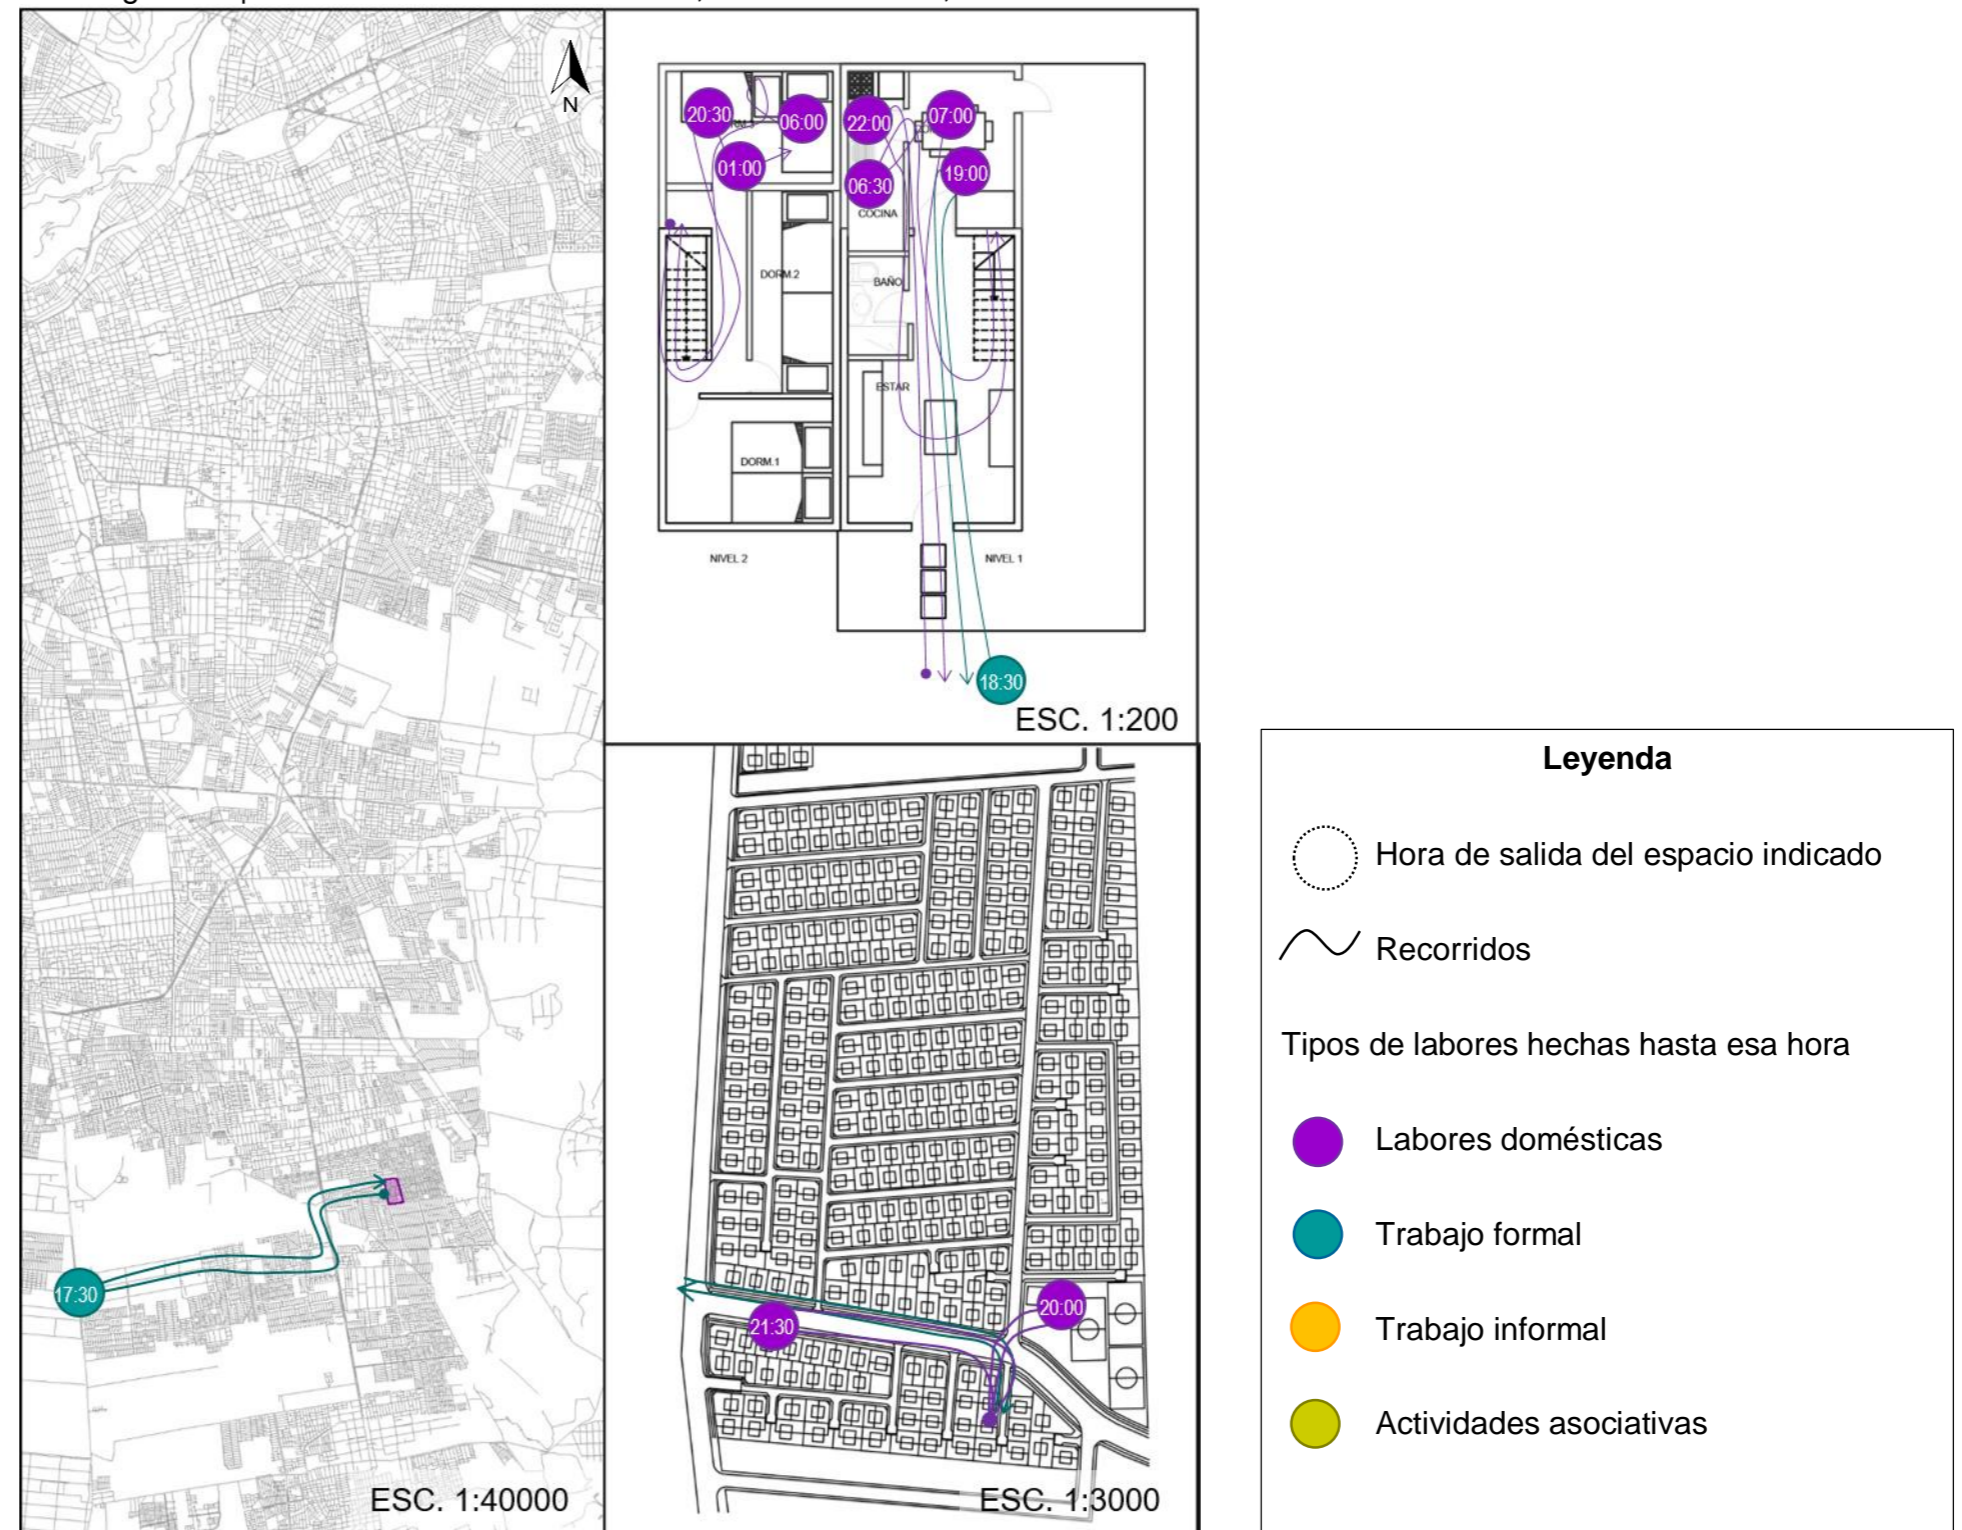 N
ESC. 1:40000
17:30
20:30
06:00
01:00
22:00
07:00
06:30
19:00
COCINA
BAÑO
DORM.2
ESTAR
DORM.1
NIVEL 2
NIVEL 1
18:30
ESC. 1:200
20:00
21:30
ESC. 1:3000
Leyenda
Hora de salida del espacio indicado
Recorridos
Tipos de labores hechas hasta esa hora
Labores domésticas
Trabajo formal
Trabajo informal
Actividades asociativas